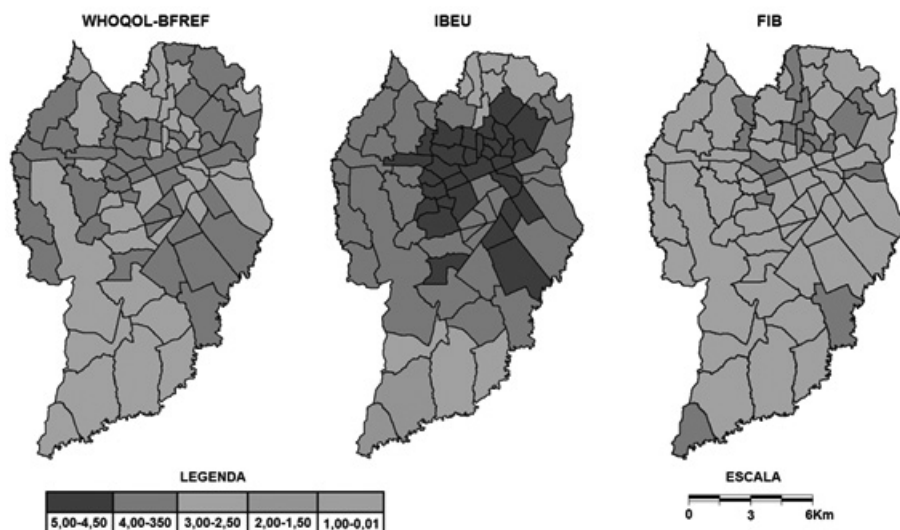 WHOQOL-BFREF
IBEU
FIB
LEGENDA
5,00-4,50 4,00-350 3,00-2,50 2,00-1,50 1,00-0,01
ESCALA
0 3 6Km